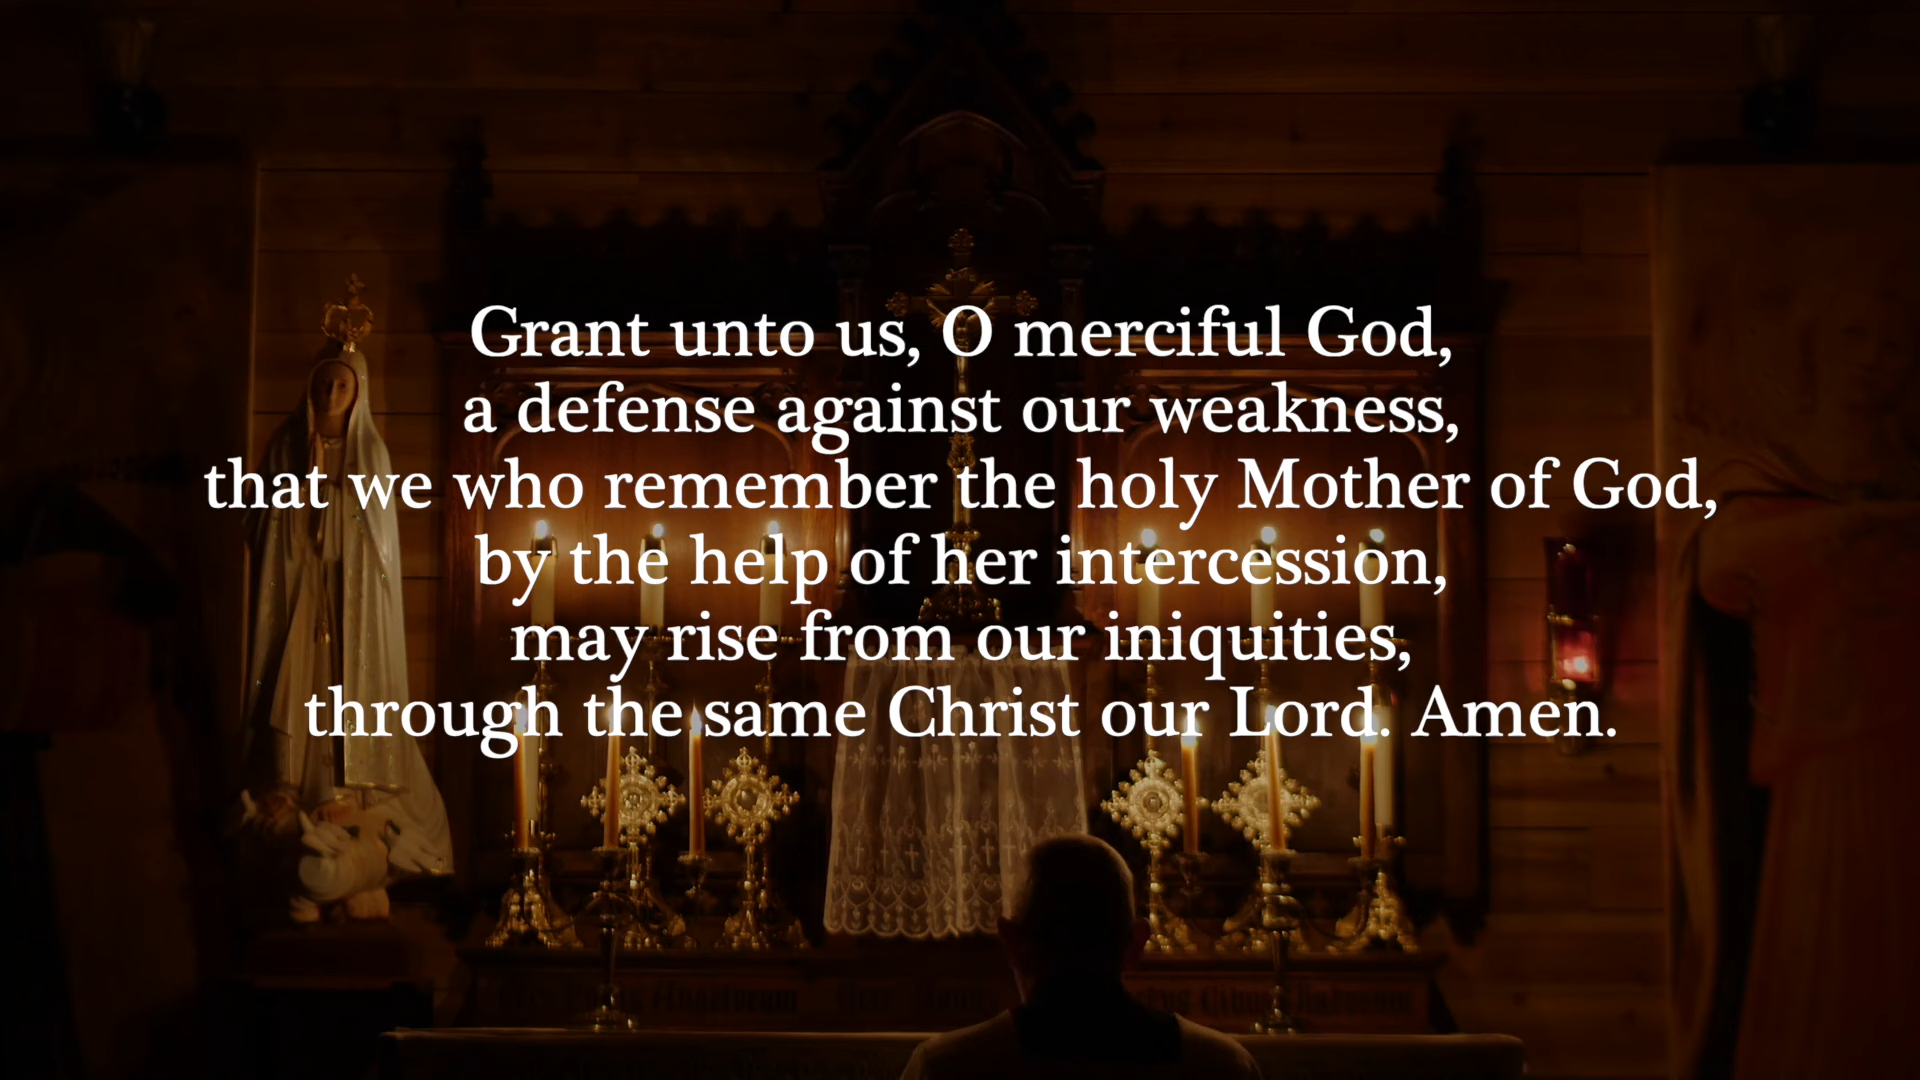 Grant unto us, O merciful God,
a defense against our weakness,
that we who remember the holy Mother of God,
by the help of her intercession,
may rise from our iniquities,
through the same Christ our Lord. Amen.